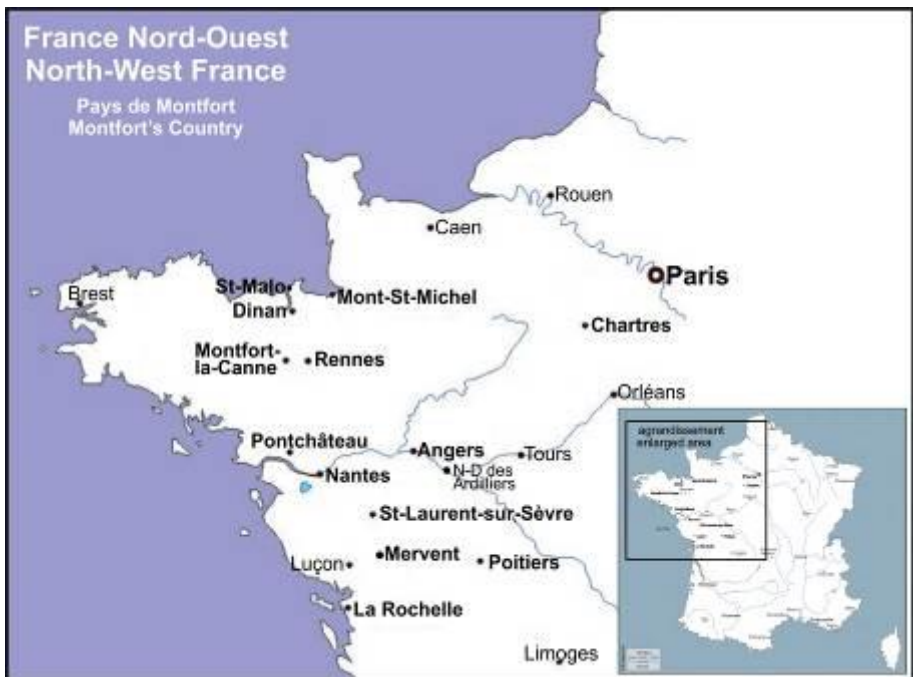 France Nord-Ouest
North-West France
Pays de Montfort
Montfort's Country
Rouen
Caen
Paris
St-Malo
Mont-St-Michel
Brest
Dinan
Chartres
Montfort-
la-Canne
Rennes
Orléans
agrandissement
enlarged area
Pontchâteau
Angers
Tours
N-D des
Ardilliers
Nantes
St-Laurent-sur-Sèvre
Mervent
Luçon
Poitiers
La Rochelle
Limoges